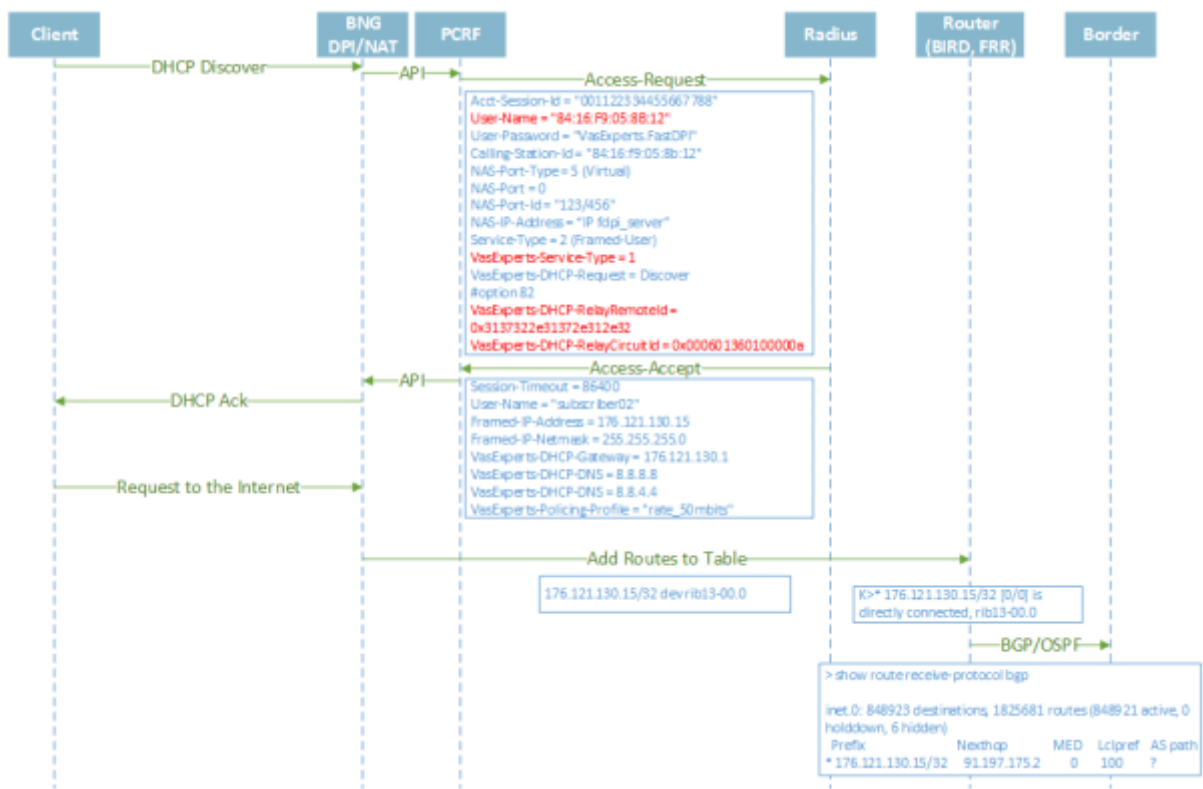 Client
BNG
DPI/NAT
PCRF
Radius
Router
(BIRD, FRR)
Border
DHCP Discover
API
Access-Request
Acct-Session-Id = "001122334455667788"
User-Name = "84:16:F9:05:8B:12"
User-Password = "VasExperts.FastDPI"
Calling-Station-Id = "84:16:f9:05:8b:12"
NAS-Port-Type = 5 (Virtual)
NAS-Port = 0
NAS-Port-Id = "123/456"
NAS-IP-Address = "IP fdpi_server"
Service-Type = 2 (Framed-User)
VasExperts-Service-Type = 1
VasExperts-DHCP-Request = Discover
#option 82
VasExperts-DHCP-RelayRemoteId =
0x3137322e31372e312e32
VasExperts-DHCP-RelayCircuitId = 0x000601360100000a
Access-Accept
API
DHCP Ack
Session-Timeout = 86400
User-Name = "subscriber02"
Framed-IP-Address = 176.121.130.15
Framed-IP-Netmask = 255.255.255.0
VasExperts-DHCP-Gateway = 176.121.130.1
VasExperts-DHCP-DNS = 8.8.8.8
VasExperts-DHCP-DNS = 8.8.4.4
VasExperts-Policing-Profile = "rate_50mbits"
Request to the Internet
Add Routes to Table
176.121.130.15/32 dev rib13-00.0
K>* 176.121.130.15/32 [0/0] is
directly connected, rib13-00.0
BGP/OSPF
> show route receive-protocol bgp
inet.0: 848923 destinations, 1825681 routes (848921 active, 0
holddown, 6 hidden)
Prefix Nexthop MED Lclpref AS path
* 176.121.130.15/32 91.197.175.2 0 100 ?